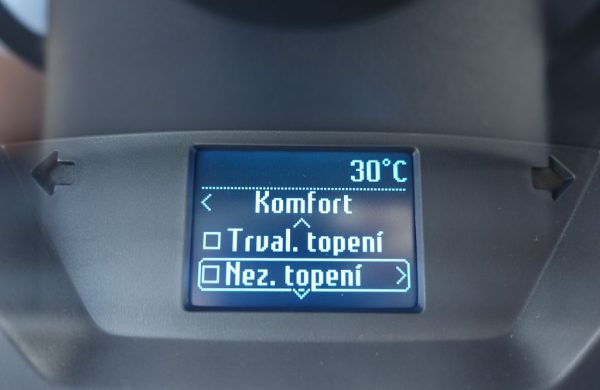 30°C
Komfort
Trval. topení
Nez. topení